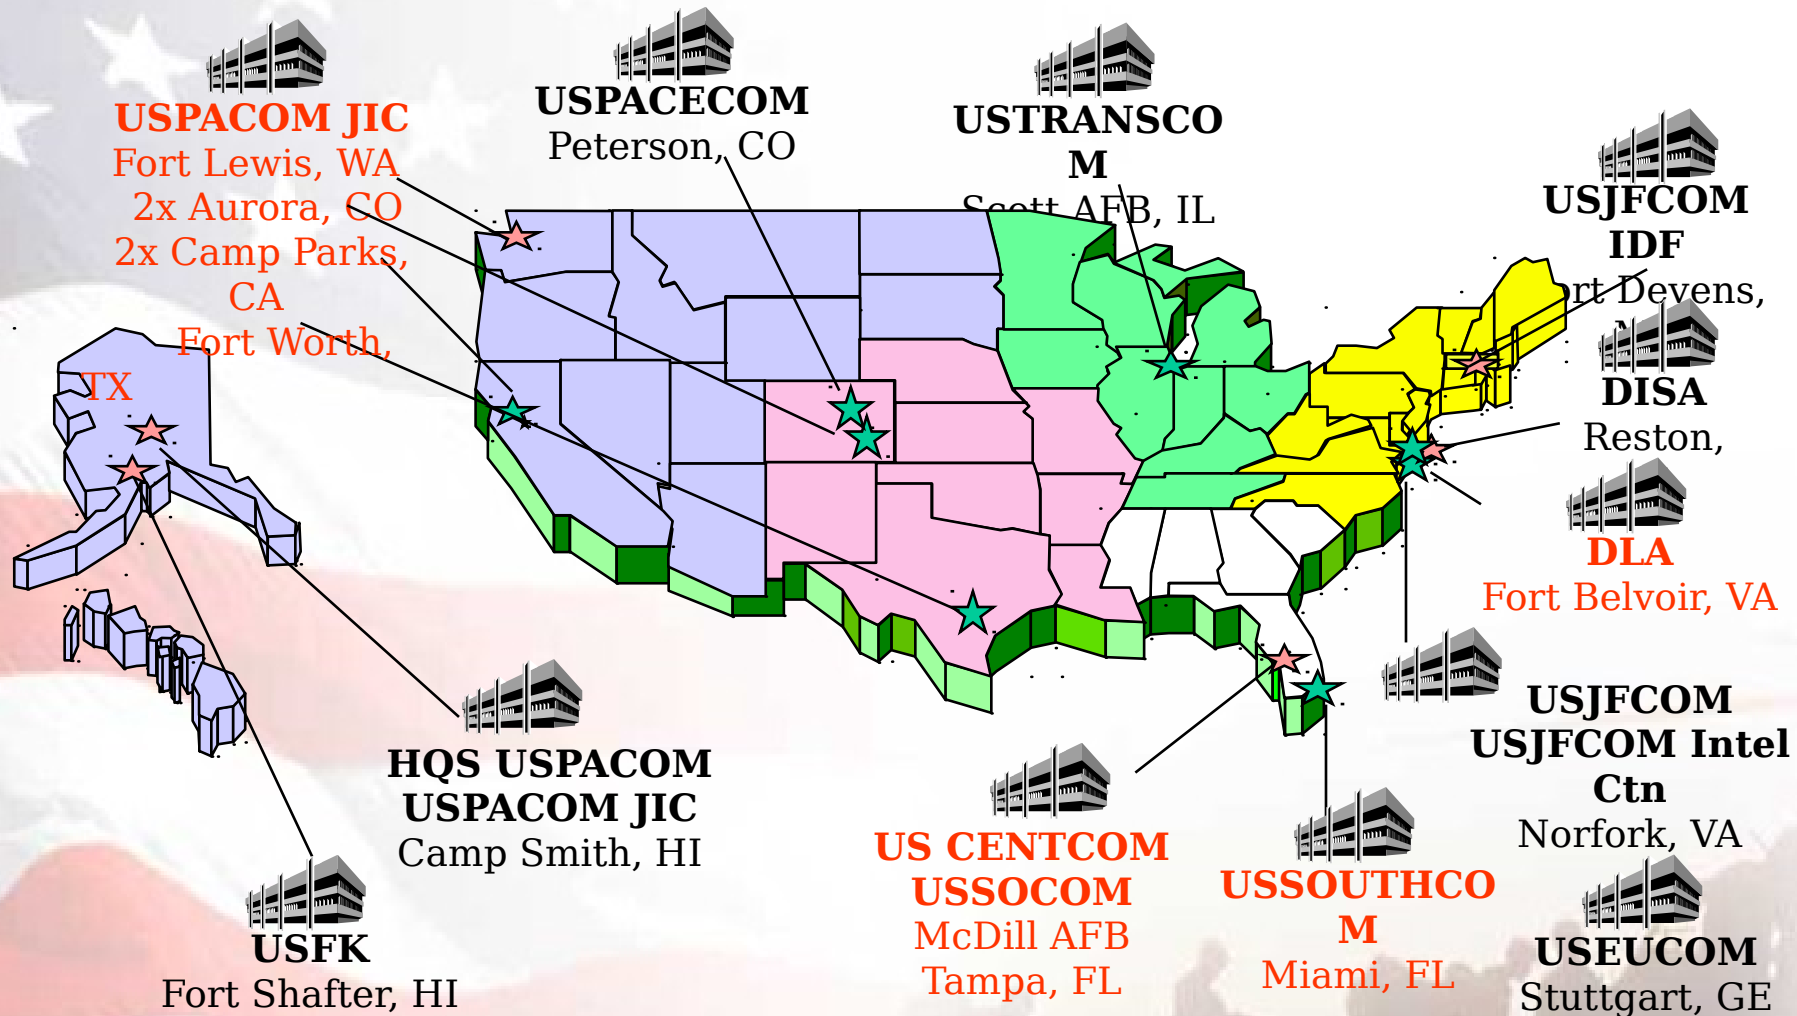 USPACOM JIC
Fort Lewis, WA
2x Aurora, CO
2x Camp Parks,
CA
Fort Worth,
TX
USPACECOM
Peterson, CO
USTRANSCO
M
Scott AFB, IL
USJFCOM
IDF
ort Devens,
DISA
Reston,
DLA
Fort Belvoir, VA
USJFCOM
USJFCOM Intel
Ctn
Norfork, VA
HQS USPACOM
USPACOM JIC
Camp Smith, HI
USFK
Fort Shafter, HI
US CENTCOM
USSOCOM
McDill AFB
Tampa, FL
USSOUTHCO
M
Miami, FL
USEUCOM
Stuttgart, GE